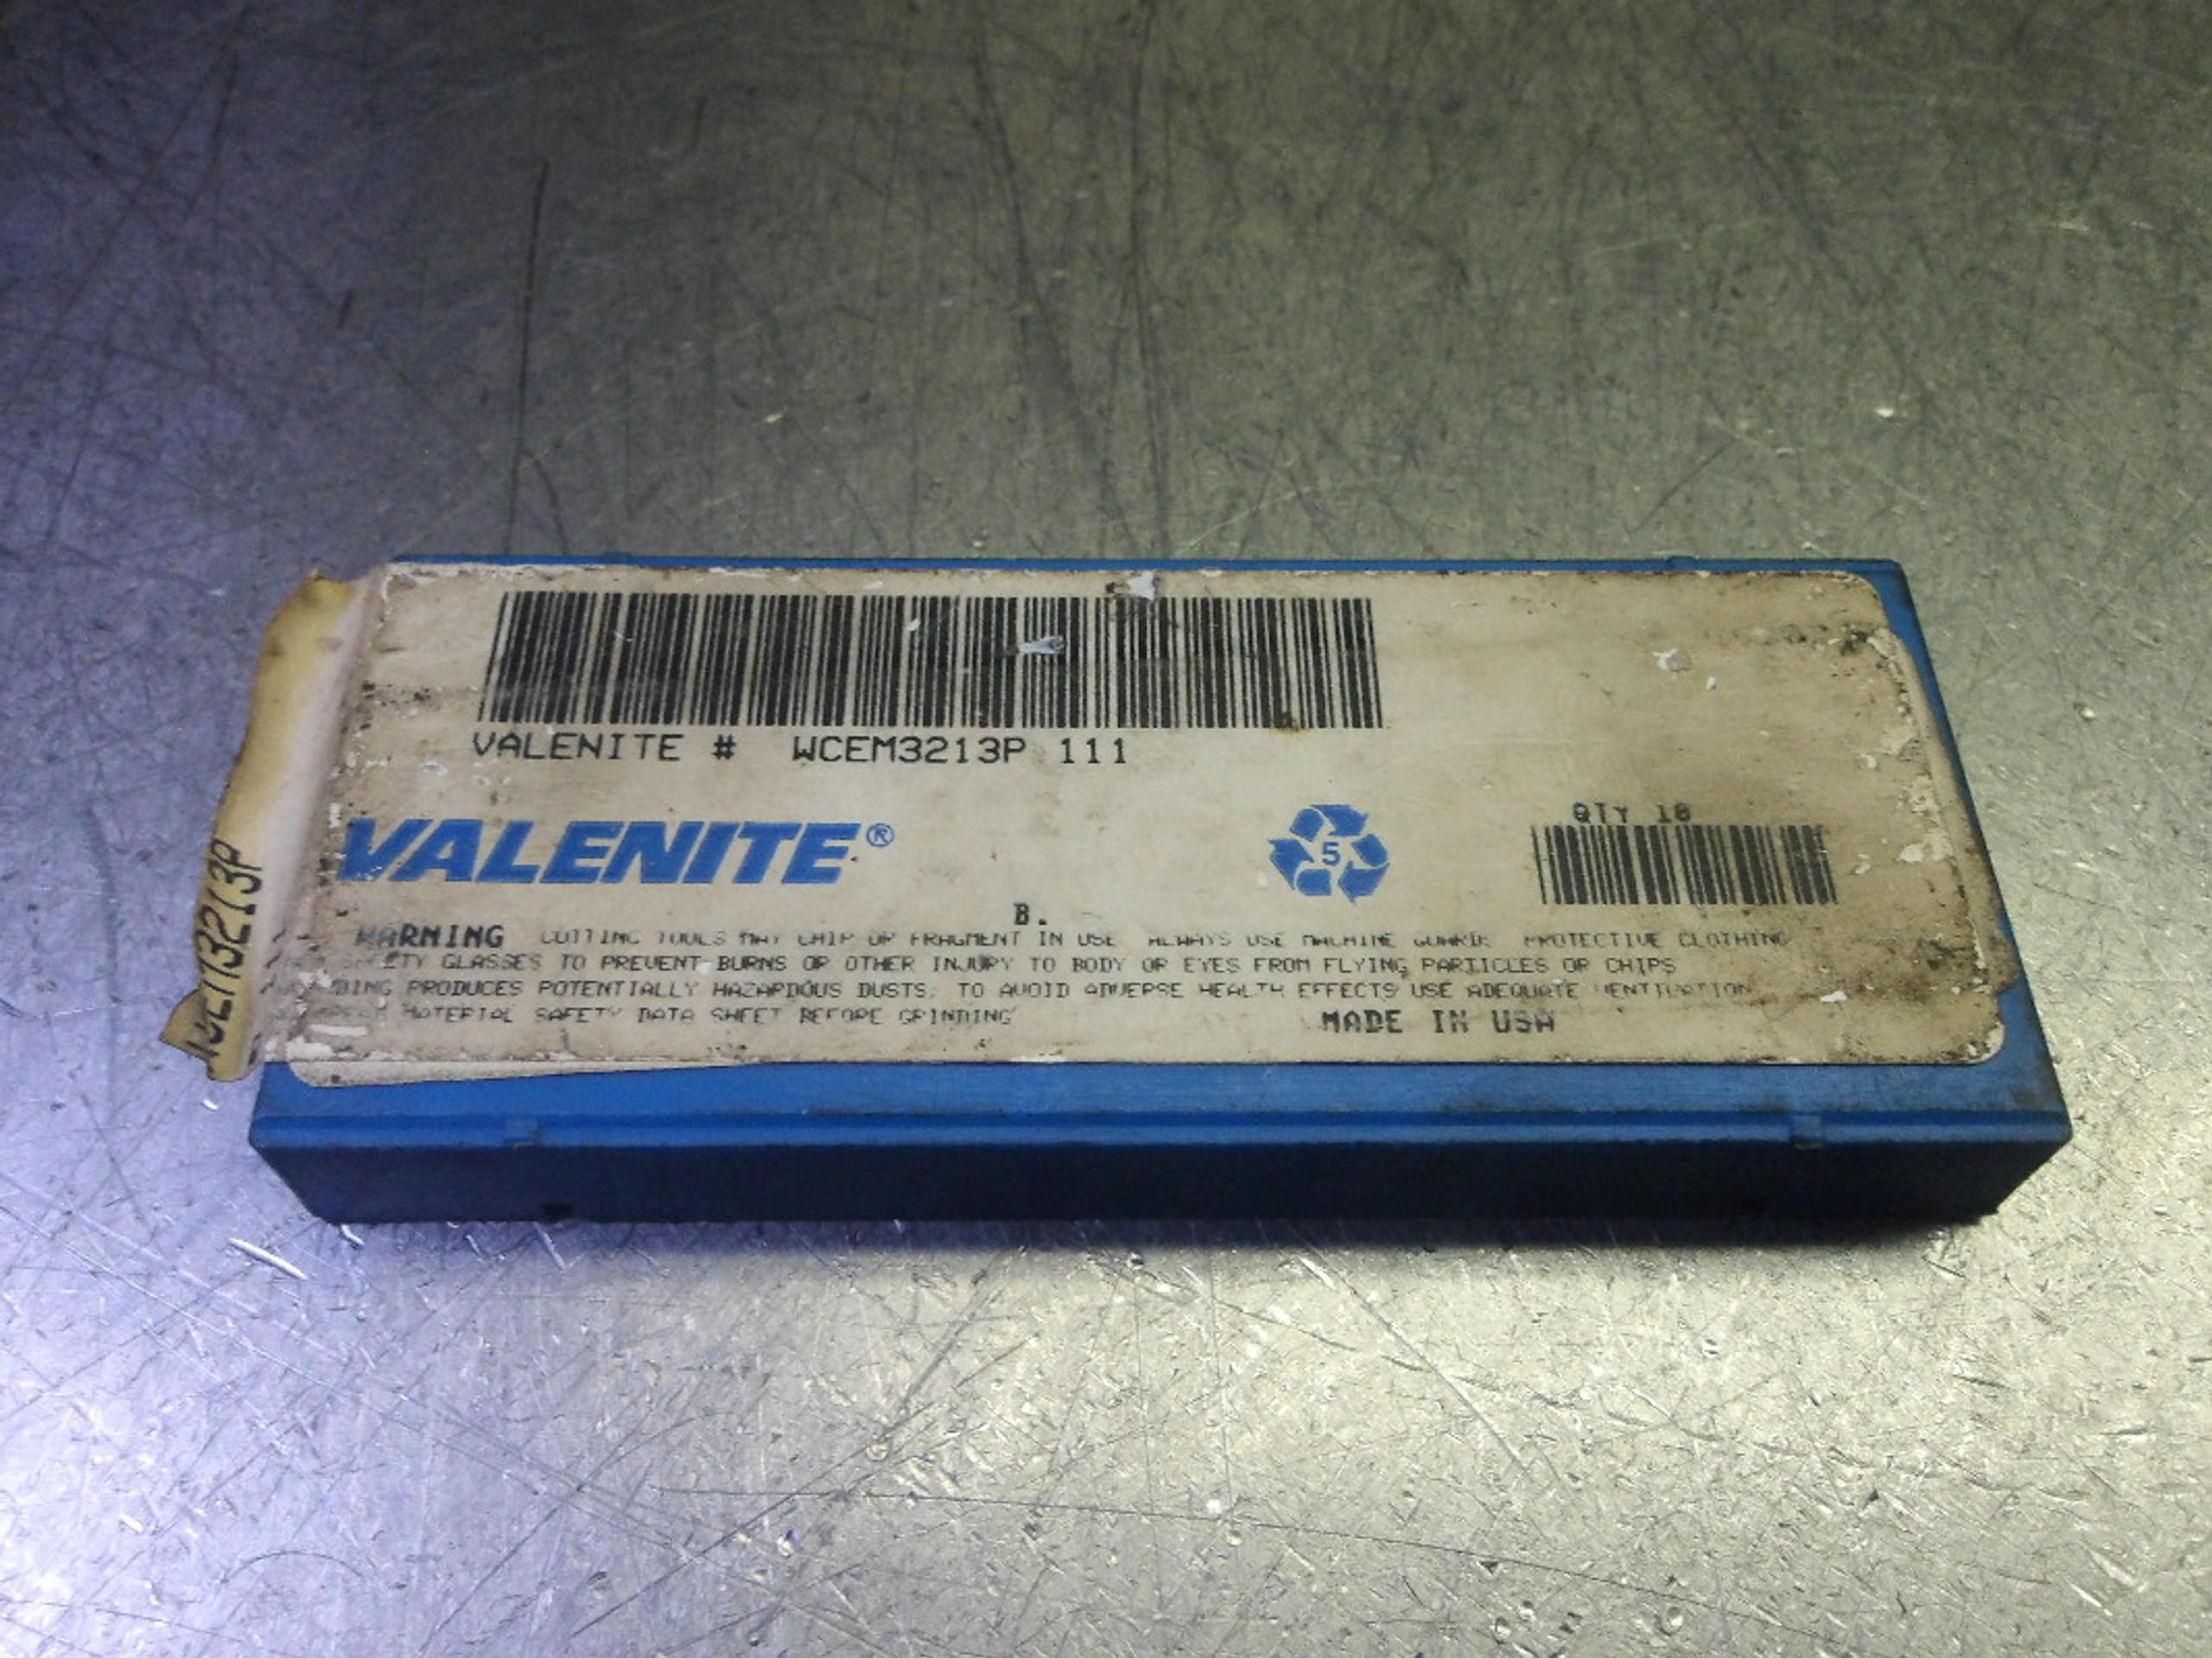 VALENITE # WCEM3213P 111
VALENITE®
5
QTY 10
B.
WARNING CUTTING TOOLS MAY CHIP OR FRAGMENT IN USE ALWAYS USE MACHINE GUARDS PROTECTIVE CLOTHING
SAFETY GLASSES TO PREVENT BURNS OR OTHER INJURY TO BODY OR EYES FROM FLYING PARTICLES OR CHIPS
PRODUCES POTENTIALLY HAZARDOUS DUSTS. TO AVOID ADVERSE HEALTH EFFECTS USE ADEQUATE VENTILATION
MATERIAL SAFETY DATA SHEET BEFORE GRINDING
MADE IN USA
WCEM3213P